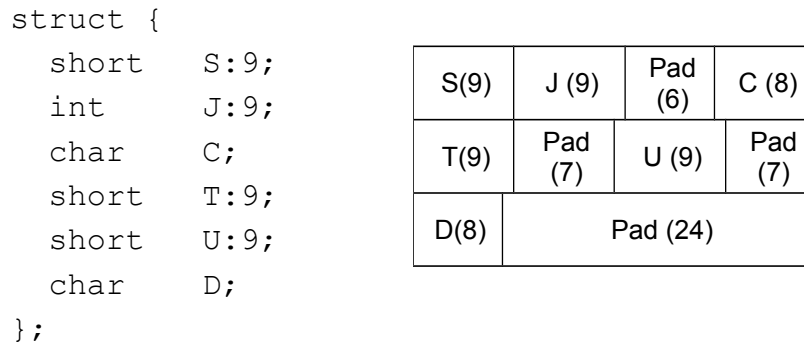 struct {
short S:9;
int J:9;
char C;
short T:9;
short U:9;
char D;
};
S(9) J (9) Pad (6) C (8)
T(9) Pad (7) U (9) Pad (7)
D(8) Pad (24)